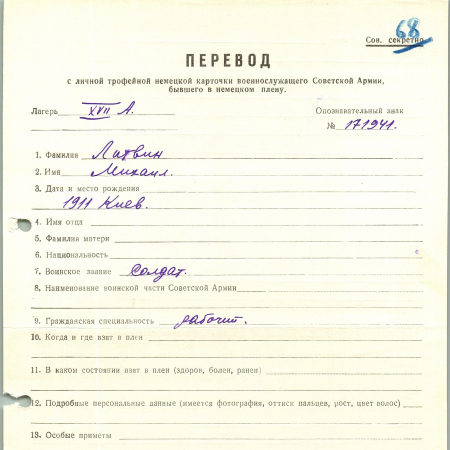 68
Сов. секретно
ПЕРЕВОД
с личной трофейной немецкой карточки военнослужащего Советской Армии,
бывшего в немецком плену.
Лагерь XVII А. Опознавательный знак
№ 171941.
1. Фамилия Литвин
2. Имя Михаил.
3. Дата и место рождения
1911 Киев.
4. Имя отца
5. Фамилия матери
6. Национальность
7. Воинское звание солдат.
8. Наименование воинской части Советской Армии
9. Гражданская специальность рабочий.
10. Когда и где взят в плен
11. В каком состоянии взят в плен (здоров, болен, ранен)
12. Подробные персональные данные (имеется фотография, оттиск пальцев, рост, цвет волос)
13. Особые приметы